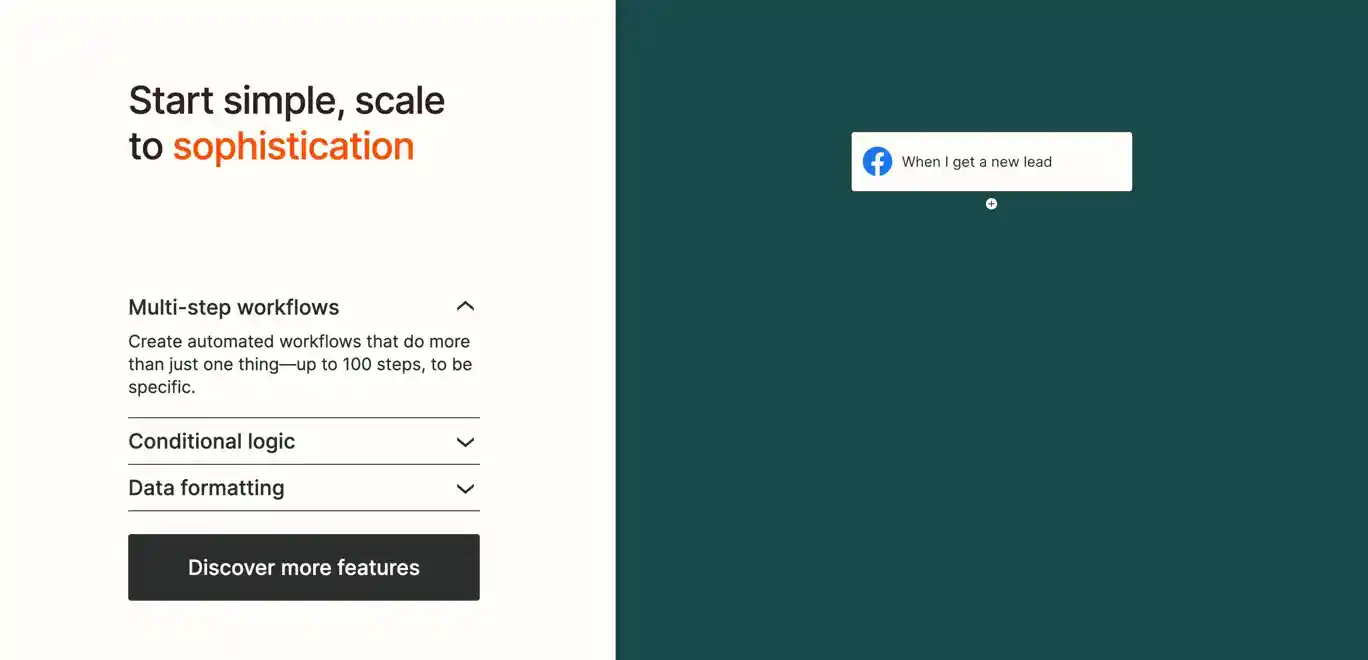 Start simple, scale
to sophistication
Multi-step workflows
Create automated workflows that do more
than just one thing—up to 100 steps, to be
specific.
Conditional logic
Data formatting
Discover more features
When I get a new lead